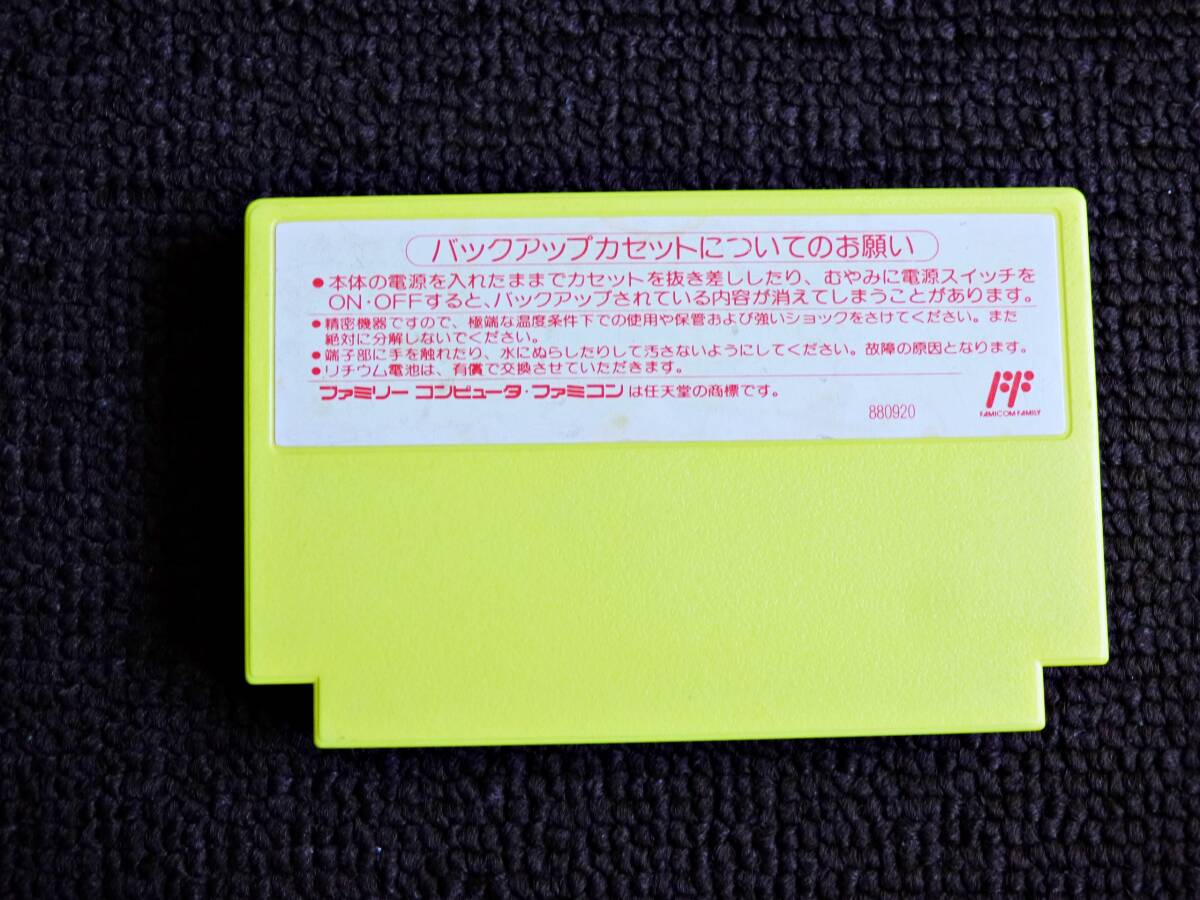 バックアップカセットについてのお願い
●本体の電源を入れたままでカセットを抜き差ししたり、むやみに電源スイッチを
ON・OFFすると、バックアップされている内容が消えてしまうことがあります。
●精密機器ですので、極端な温度条件下での使用や保管および強いショックをさけてください。また
絶対に分解しないでください。
●端子部に手を触れたり、水にぬらしたりして汚さないようにしてください。故障の原因となります。
●リチウム電池は、有償で交換させていただきます。
ファミリー コンピュータ・ファミコンは任天堂の商標です。
880920
FF
FAMICOM FAMILY